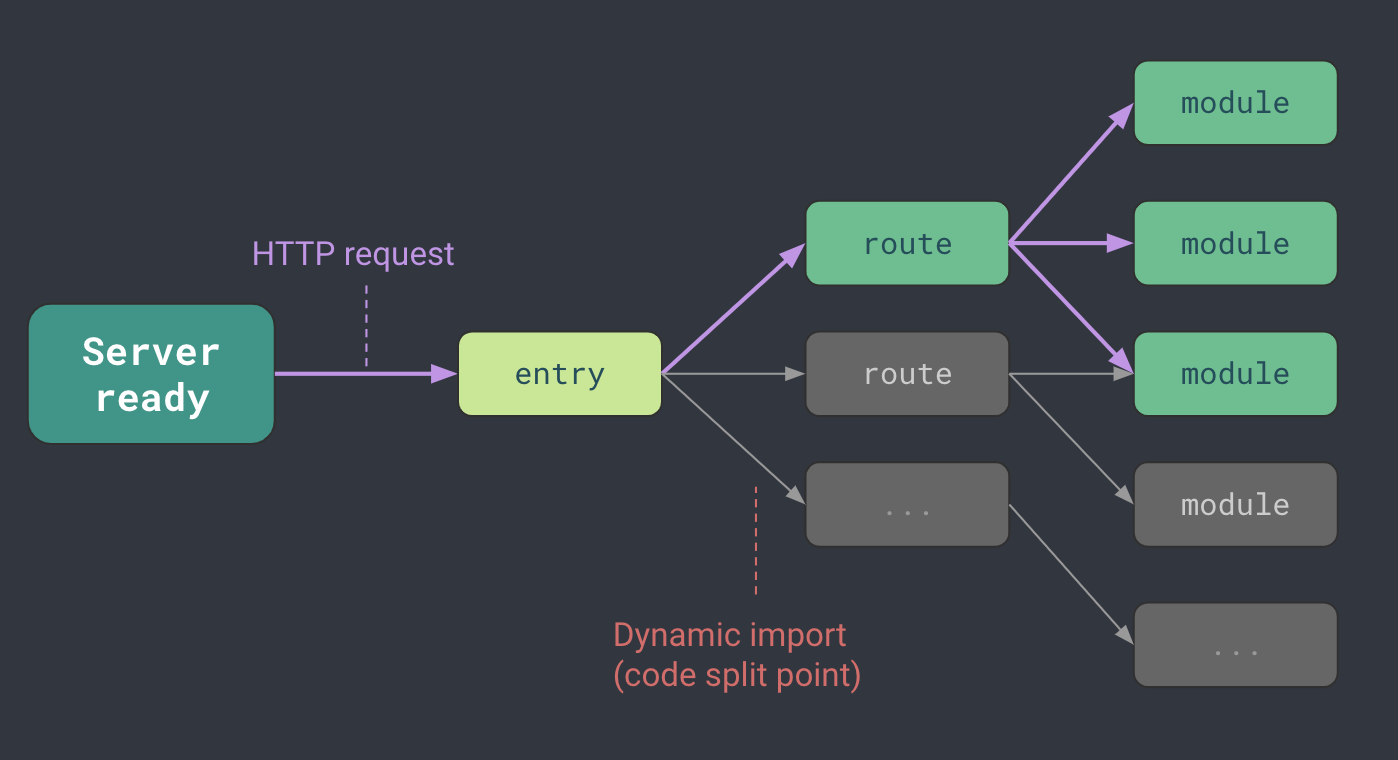 HTTP request
Server
ready
entry
route
route
...
module
module
module
module
...
Dynamic import
(code split point)